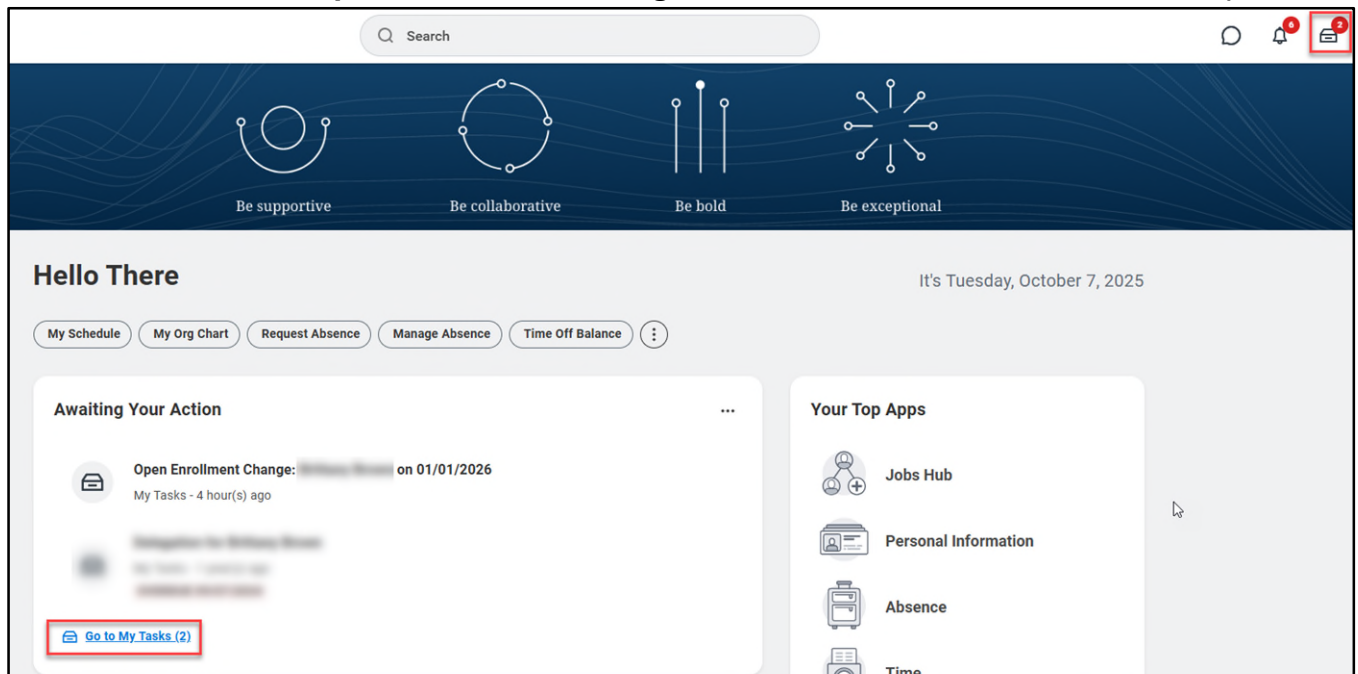 Search
6
2
Be supportive
Be collaborative
Be bold
Be exceptional
Hello There
It's Tuesday, October 7, 2025
My Schedule
My Org Chart
Request Absence
Manage Absence
Time Off Balance
Awaiting Your Action
Your Top Apps
Open Enrollment Change: on 01/01/2026
My Tasks - 4 hour(s) ago
Go to My Tasks (2)
Jobs Hub
Personal Information
Absence
Time